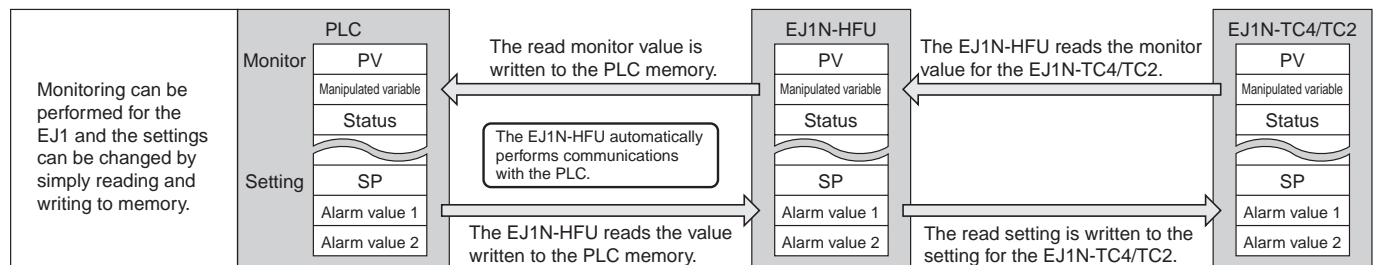 Monitoring can be
performed for the
EJ1 and the settings
can be changed by
simply reading and
writing to memory.
PLC
Monitor
PV
Manipulated variable
Status
Setting
SP
Alarm value 1
Alarm value 2
The read monitor value is
written to the PLC memory.
The EJ1N-HFU automatically
performs communications
with the PLC.
The EJ1N-HFU reads the value
written to the PLC memory.
EJ1N-HFU
PV
Manipulated variable
Status
SP
Alarm value 1
Alarm value 2
The EJ1N-HFU reads the monitor
value for the EJ1N-TC4/TC2.
The read setting is written to the
setting for the EJ1N-TC4/TC2.
EJ1N-TC4/TC2
PV
Manipulated variable
Status
SP
Alarm value 1
Alarm value 2